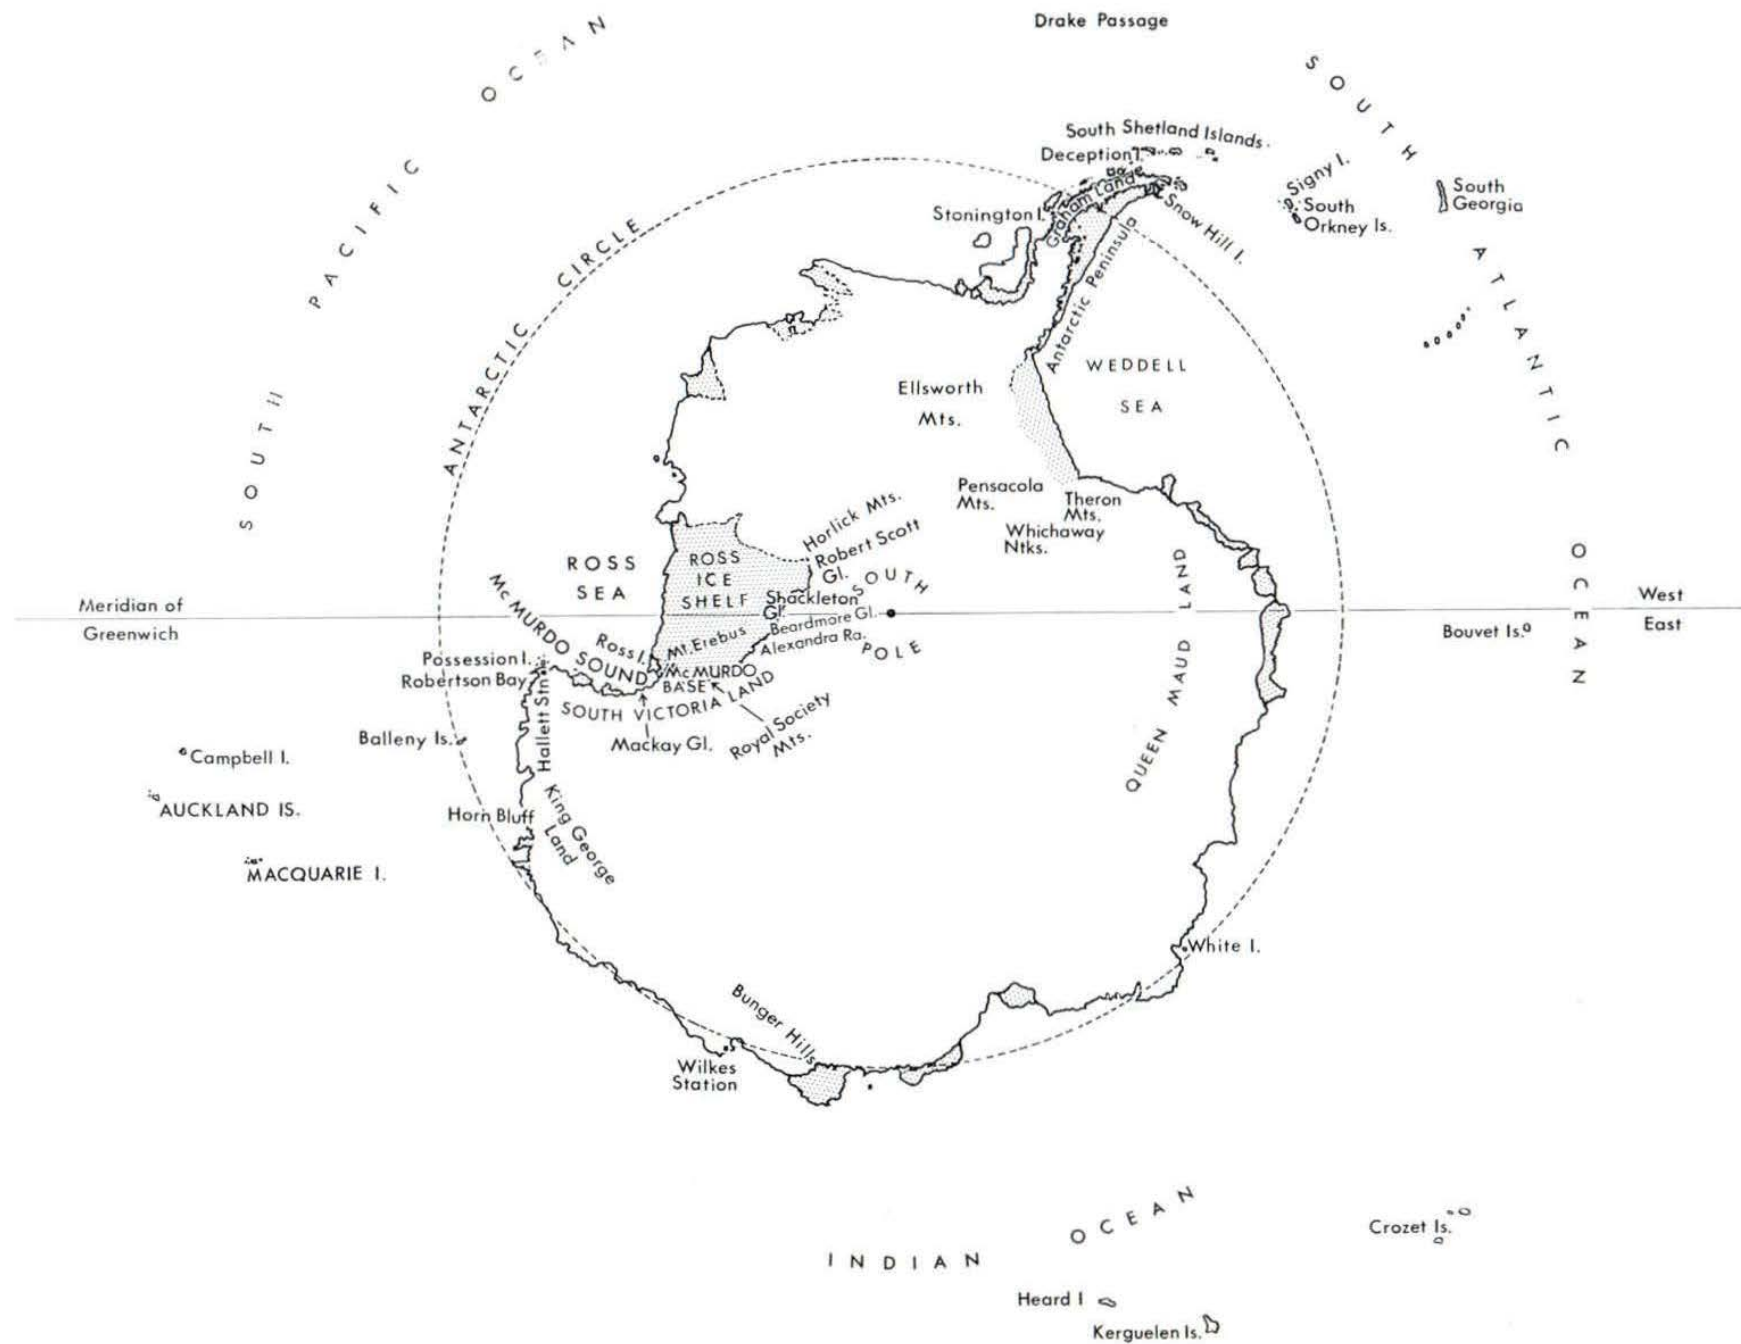 Drake Passage
SOUTH PACIFIC OCEAN
SOUTH ATLANTIC OCEAN
ANTARCTIC CIRCLE
South Shetland Islands.
Deception I.
Graham Land
Stonington I.
Snow Hill I.
Signy I.
South
Orkney Is.
South
Georgia
Antarctic Peninsula
WEDDELL
SEA
Ellsworth
Mts.
Pensacola
Mts.
Theron
Mts.
Whichaway
Ntks.
Horlick Mts.
Robert Scott
Gl.
ROSS
SEA
ROSS
ICE
SHELF
Shackleton
Gl.
Beardmore Gl.
Alexandra Ra.
SOUTH
POLE
QUEEN MAUD LAND
Meridian of
Greenwich
West
East
Bouvet Is.
McMURDO SOUND
Ross I.
Mt. Erebus
McMURDO
BASE
Possession I.
Robertson Bay
Hallett Stn.
SOUTH VICTORIA LAND
Mackay Gl.
Royal Society
Mts.
Balleny Is.
Campbell I.
AUCKLAND IS.
MACQUARIE I.
Horn Bluff
King George
Land
White I.
Bunger Hills
Wilkes
Station
INDIAN OCEAN
Crozet Is.
Heard I
Kerguelen Is.